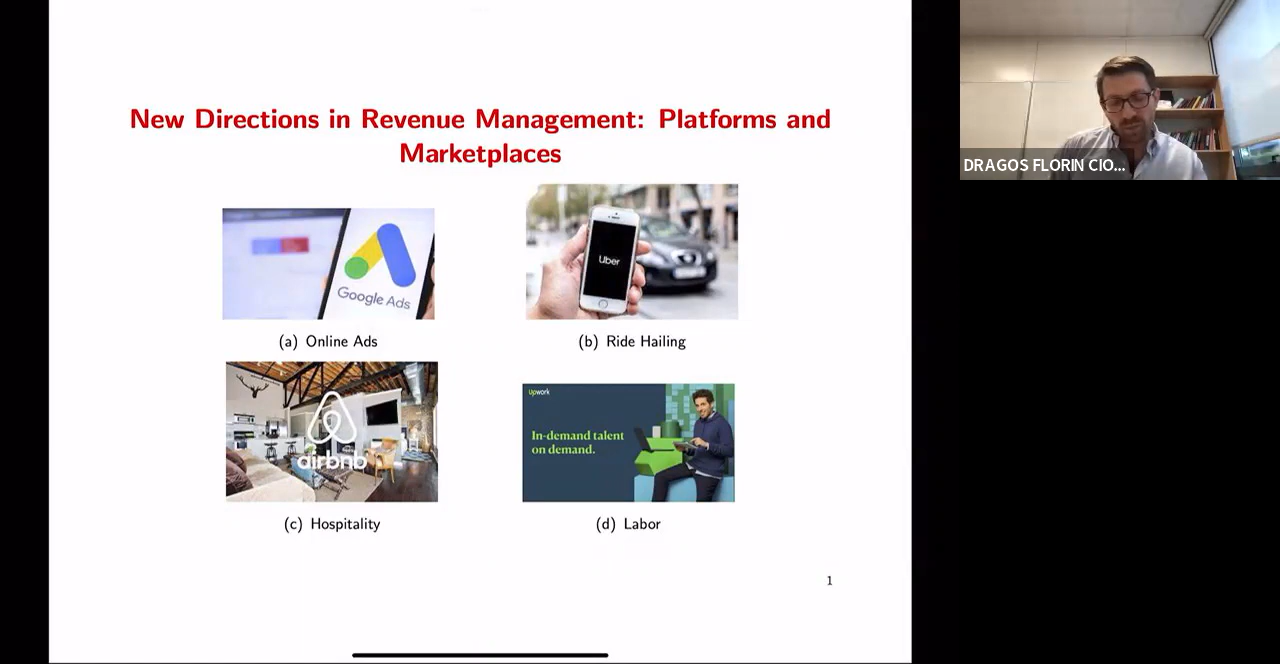 New Directions in Revenue Management: Platforms and
Marketplaces
Google Ads
Uber
(a) Online Ads
(b) Ride Hailing
airbnb
Upwork
In-demand talent
on demand.
(c) Hospitality
(d) Labor
1
DRAGOS FLORIN CIO...